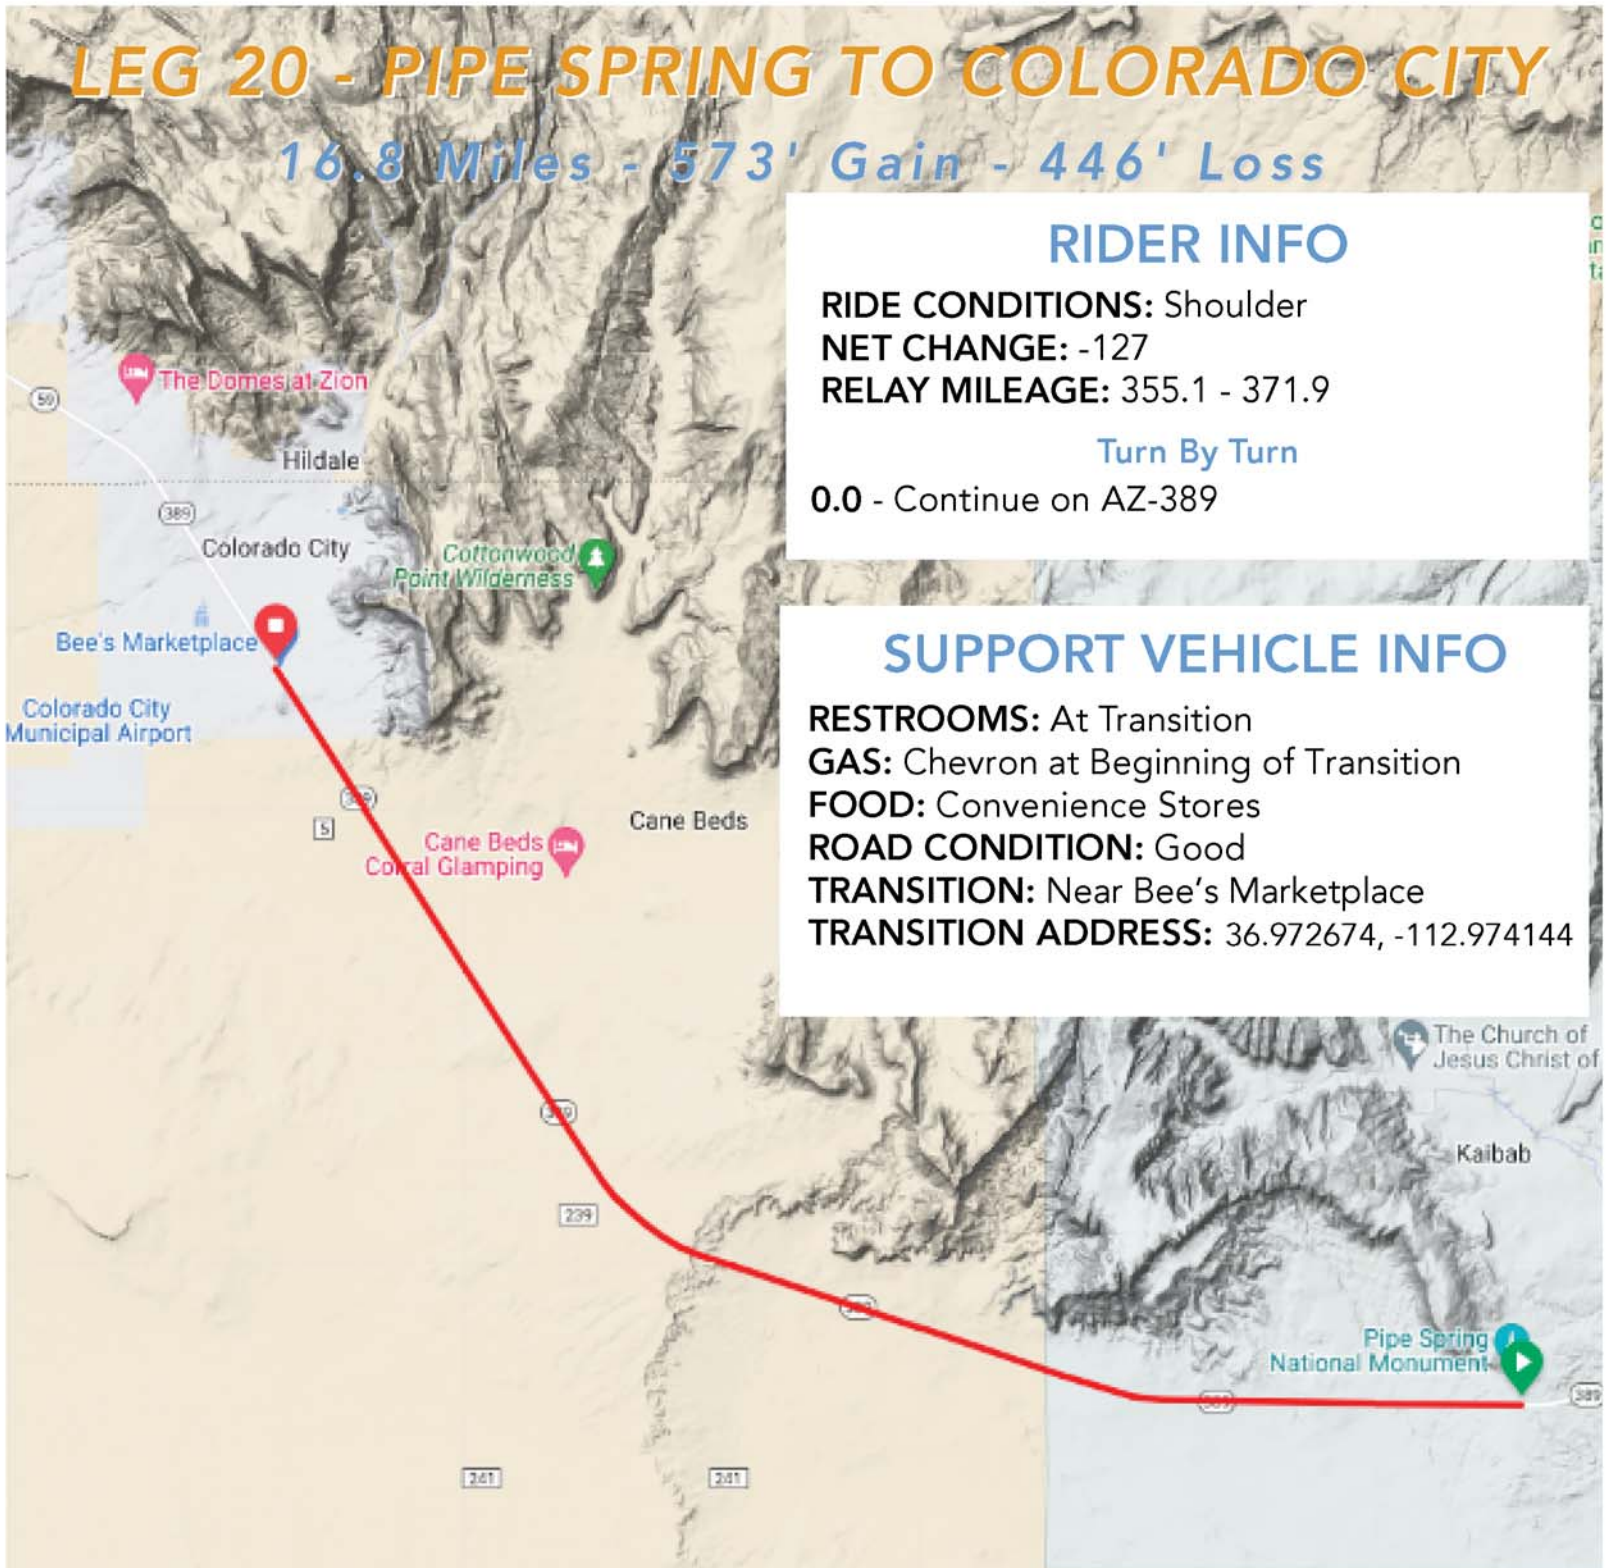 LEG 20 - PIPE SPRING TO COLORADO CITY
16.8 Miles - 573' Gain - 446' Loss
RIDER INFO
RIDE CONDITIONS: Shoulder
NET CHANGE: -127
RELAY MILEAGE: 355.1 - 371.9
Turn By Turn
0.0 - Continue on AZ-389
The Domes at Zion
59
Hildale
389
Colorado City
Cottonwood
Point Wilderness
Bee's Marketplace
Colorado City
Municipal Airport
SUPPORT VEHICLE INFO
RESTROOMS: At Transition
GAS: Chevron at Beginning of Transition
FOOD: Convenience Stores
ROAD CONDITION: Good
TRANSITION: Near Bee's Marketplace
TRANSITION ADDRESS: 36.972674, -112.974144
389
5
Cane Beds
Cane Beds
Corral Glamping
The Church of
Jesus Christ of
389
Kaibab
239
389
Pipe Spring
National Monument
389
389
241
241